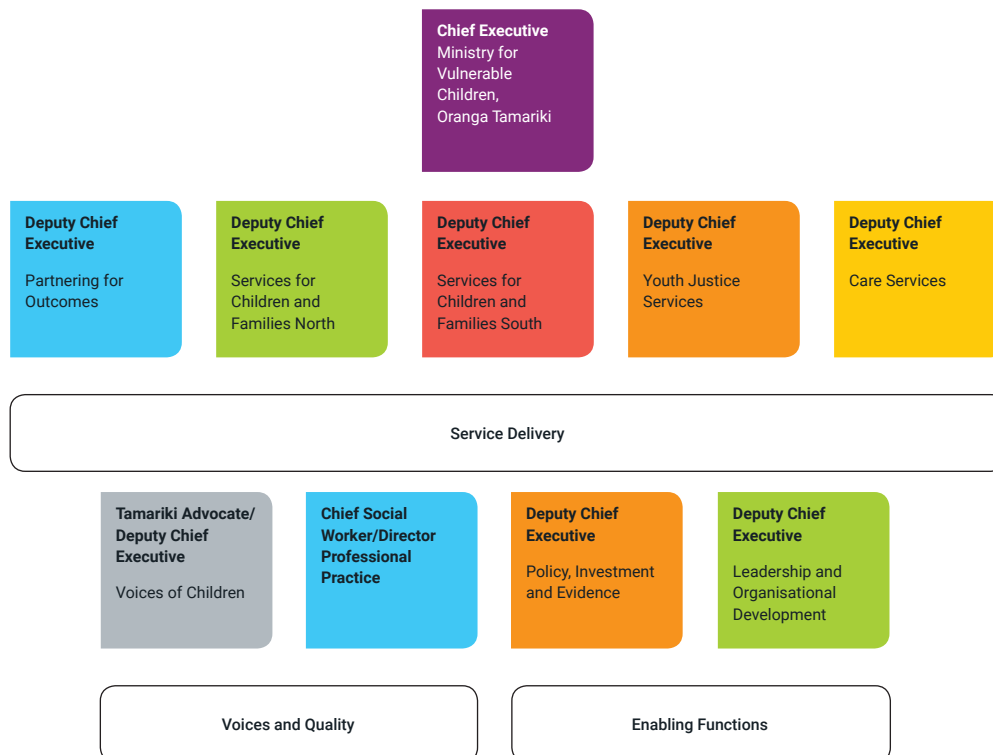 Chief Executive
Ministry for
Vulnerable
Children,
Oranga Tamariki
Deputy Chief
Executive
Partnering for
Outcomes
Deputy Chief
Executive
Services for
Children and
Families North
Deputy Chief
Executive
Services for
Children and
Families South
Deputy Chief
Executive
Youth Justice
Services
Deputy Chief
Executive
Care Services
Service Delivery
Tamariki Advocate/
Deputy Chief
Executive
Voices of Children
Chief Social
Worker/Director
Professional
Practice
Deputy Chief
Executive
Policy, Investment
and Evidence
Deputy Chief
Executive
Leadership and
Organisational
Development
Voices and Quality
Enabling Functions